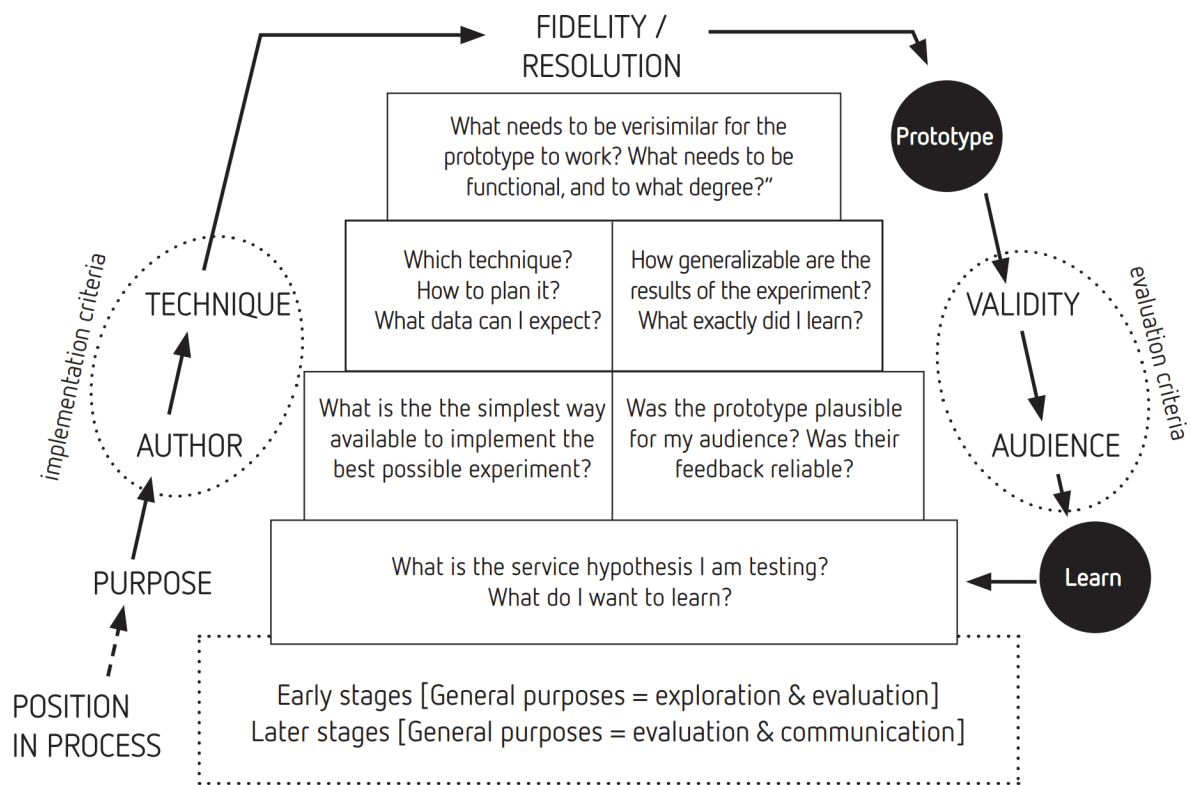 FIDELITY /
RESOLUTION
What needs to be verisimilar for the
prototype to work? What needs to be
functional, and to what degree?”
Prototype
implementation criteria
TECHNIQUE
Which technique?
How to plan it?
What data can I expect?
How generalizable are the
results of the experiment?
What exactly did I learn?
VALIDITY
evaluation criteria
AUTHOR
What is the the simplest way
available to implement the
best possible experiment?
Was the prototype plausible
for my audience? Was their
feedback reliable?
AUDIENCE
PURPOSE
What is the service hypothesis I am testing?
What do I want to learn?
Learn
POSITION
IN PROCESS
Early stages [General purposes = exploration & evaluation]
Later stages [General purposes = evaluation & communication]